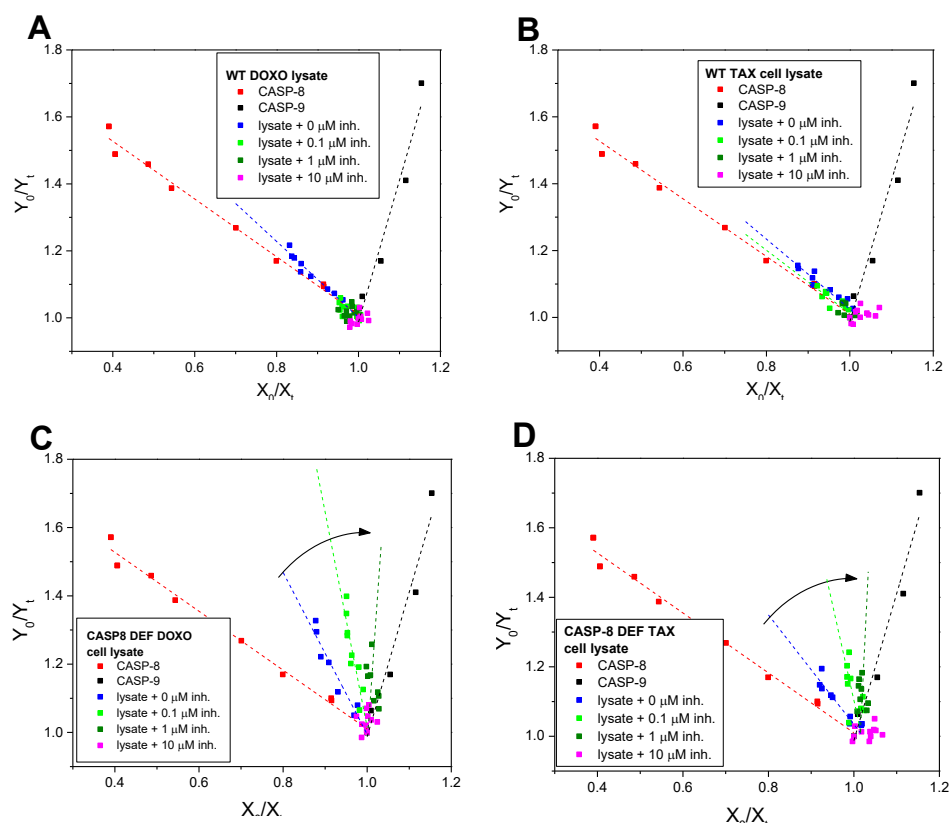 A
1.8
1.6
1.4
1.2
1.0
Y0/Yt
WT DOXO lysate
CASP-8
CASP-9
lysate + 0 μM inh.
lysate + 0.1 μM inh.
lysate + 1 μM inh.
lysate + 10 μM inh.
0.4 0.6 0.8 1.0 1.2
X0/Xt
B
1.8
1.6
1.4
1.2
1.0
Y0/Yt
WT TAX cell lysate
CASP-8
CASP-9
lysate + 0 μM inh.
lysate + 0.1 μM inh.
lysate + 1 μM inh.
lysate + 10 μM inh.
0.4 0.6 0.8 1.0 1.2
X0/Xt
C
1.8
1.6
1.4
1.2
1.0
Y0/Yt
CASP8 DEF DOXO
cell lysate
CASP-8
CASP-9
lysate + 0 μM inh.
lysate + 0.1 μM inh.
lysate + 1 μM inh.
lysate + 10 μM inh.
0.4 0.6 0.8 1.0 1.2
D
1.8
1.6
1.4
1.2
1.0
Y0/Yt
CASP-8 DEF TAX
cell lysate
CASP-8
CASP-9
lysate + 0 μM inh.
lysate + 0.1 μM inh.
lysate + 1 μM inh.
lysate + 10 μM inh.
0.4 0.6 0.8 1.0 1.2